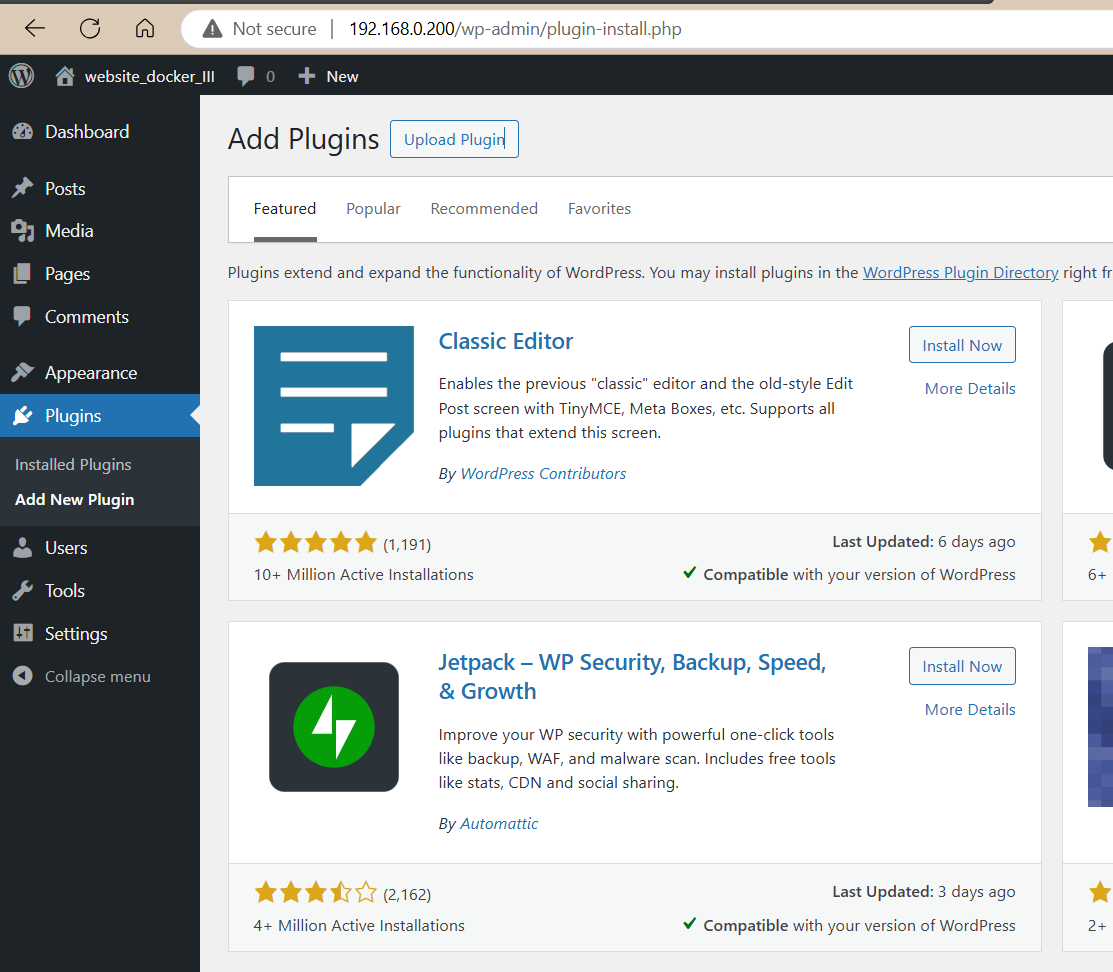 Not secure | 192.168.0.200/wp-admin/plugin-install.php
website_docker_III 0 New
Dashboard
Posts
Media
Pages
Comments
Appearance
Plugins
Installed Plugins
Add New Plugin
Users
Tools
Settings
Collapse menu
Add Plugins Upload Plugin
Featured Popular Recommended Favorites
Plugins extend and expand the functionality of WordPress. You may install plugins in the WordPress Plugin Directory right
Classic Editor
Install Now
More Details
Enables the previous "classic" editor and the old-style Edit
Post screen with TinyMCE, Meta Boxes, etc. Supports all
plugins that extend this screen.
By WordPress Contributors
(1,191)
Last Updated: 6 days ago
10+ Million Active Installations
Compatible with your version of WordPress
6+
Jetpack – WP Security, Backup, Speed,
& Growth
Install Now
More Details
Improve your WP security with powerful one-click tools
like backup, WAF, and malware scan. Includes free tools
like stats, CDN and social sharing.
By Automattic
(2,162)
Last Updated: 3 days ago
4+ Million Active Installations
Compatible with your version of WordPress
2+